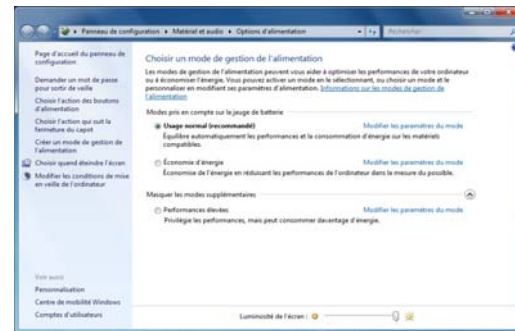 Panneau de configuration ▸ Matériel et audio ▸ Options d'alimentation
Rechercher
Page d'accueil du panneau de
configuration
Demander un mot de passe
pour sortir de veille
Choisir l'action des boutons
d'alimentation
Choisir l'action qui suit la
fermeture du capot
Créer un mode de gestion de
l'alimentation
Choisir quand éteindre l'écran
Modifier les conditions de mise
en veille de l'ordinateur
Voir aussi
Personnalisation
Centre de mobilité Windows
Comptes d'utilisateurs
Choisir un mode de gestion de l'alimentation
Les modes de gestion de l'alimentation peuvent vous aider à optimiser les performances de votre ordinateur
ou à économiser l'énergie. Vous pouvez activer un mode en le sélectionnant, ou choisir un mode et le
personnaliser en modifiant ses paramètres d'alimentation. Informations sur les modes de gestion de
l'alimentation
Modes pris en compte sur la jauge de batterie
Usage normal (recommandé) Modifier les paramètres du mode
Équilibre automatiquement les performances et la consommation d'énergie sur les matériels
compatibles.
Économie d'énergie Modifier les paramètres du mode
Économise de l'énergie en réduisant les performances de l'ordinateur dans la mesure du possible.
Masquer les modes supplémentaires
Performances élevées Modifier les paramètres du mode
Privilégie les performances, mais peut consommer davantage d'énergie.
Luminosité de l'écran :